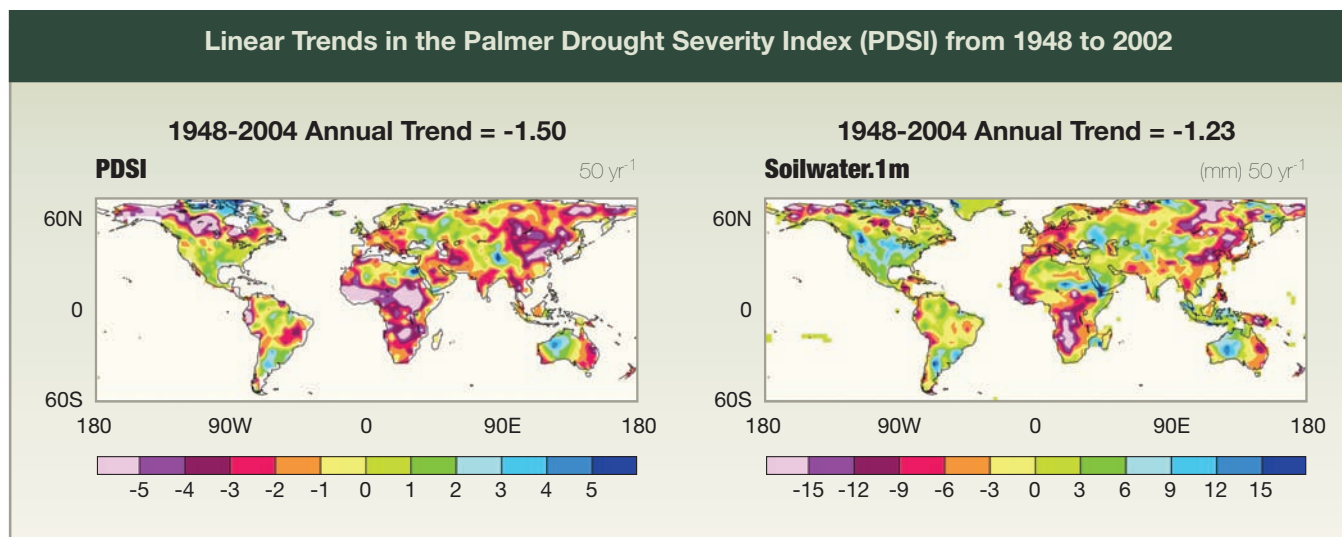 Linear Trends in the Palmer Drought Severity Index (PDSI) from 1948 to 2002
1948-2004 Annual Trend = -1.50
PDSI
50 yr-1
60N
0
60S
180
90W
0
90E
180
-5 -4 -3 -2 -1 0 1 2 3 4 5
1948-2004 Annual Trend = -1.23
Soilwater.1m
(mm) 50 yr-1
60N
0
60S
180
90W
0
90E
180
-15 -12 -9 -6 -3 0 3 6 9 12 15